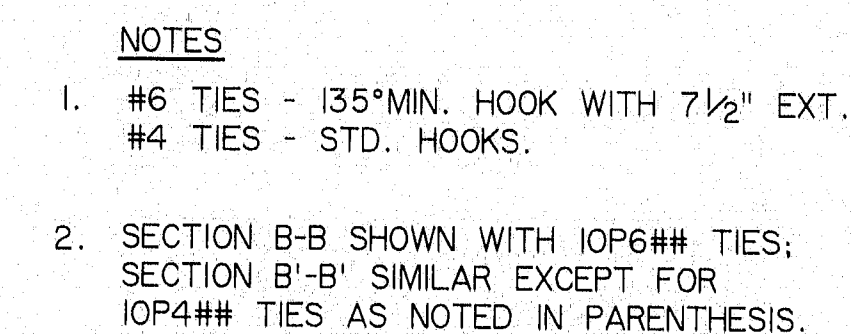 NOTES
1. #6 TIES - 135°MIN. HOOK WITH 7½" EXT.
#4 TIES - STD. HOOKS.
2. SECTION B-B SHOWN WITH 10P6## TIES;
SECTION B'-B' SIMILAR EXCEPT FOR
10P4## TIES AS NOTED IN PARENTHESIS.